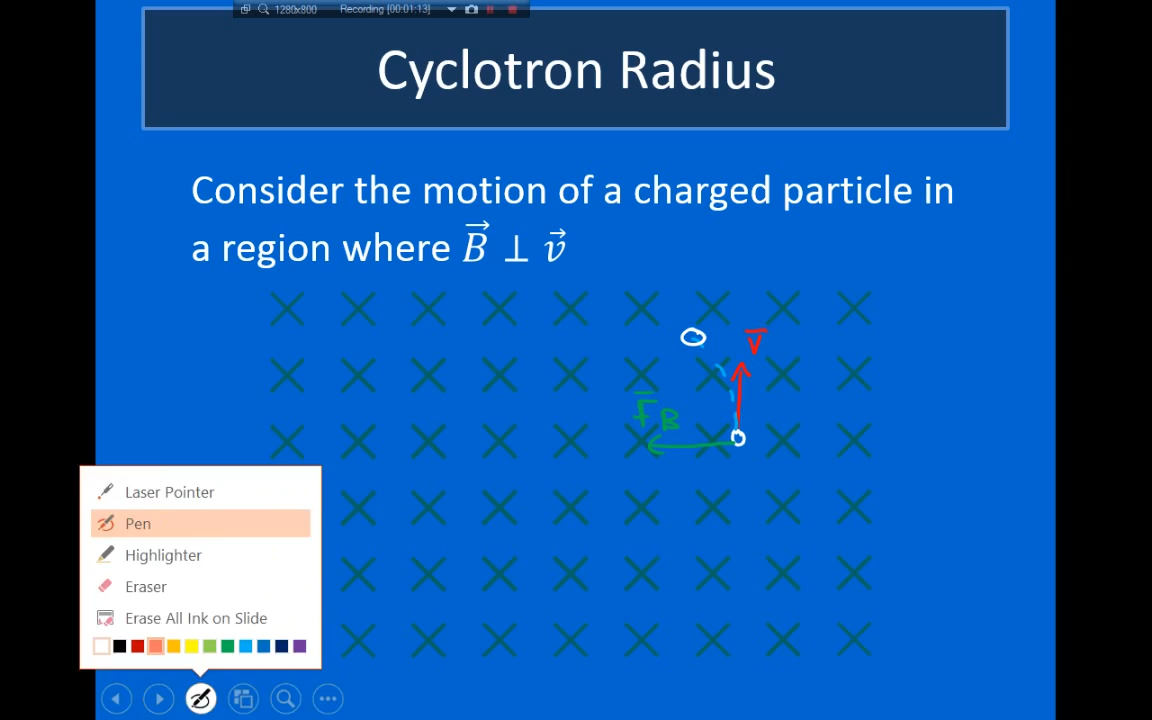 1280x800 Recording [00:01:13]
Cyclotron Radius
Consider the motion of a charged particle in
a region where B⃗ ⊥ v⃗
v̅
F̅ B
Laser Pointer
Pen
Highlighter
Eraser
Erase All Ink on Slide